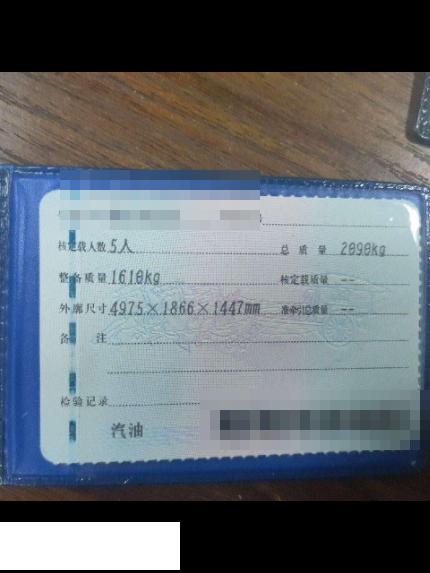 核定载人数 5人 总质量 2090kg
整备质量 1610kg 核定载质量 --
外廓尺寸 4975×1866×1447mm 准牵引总质量 --
备注
检验记录
汽油